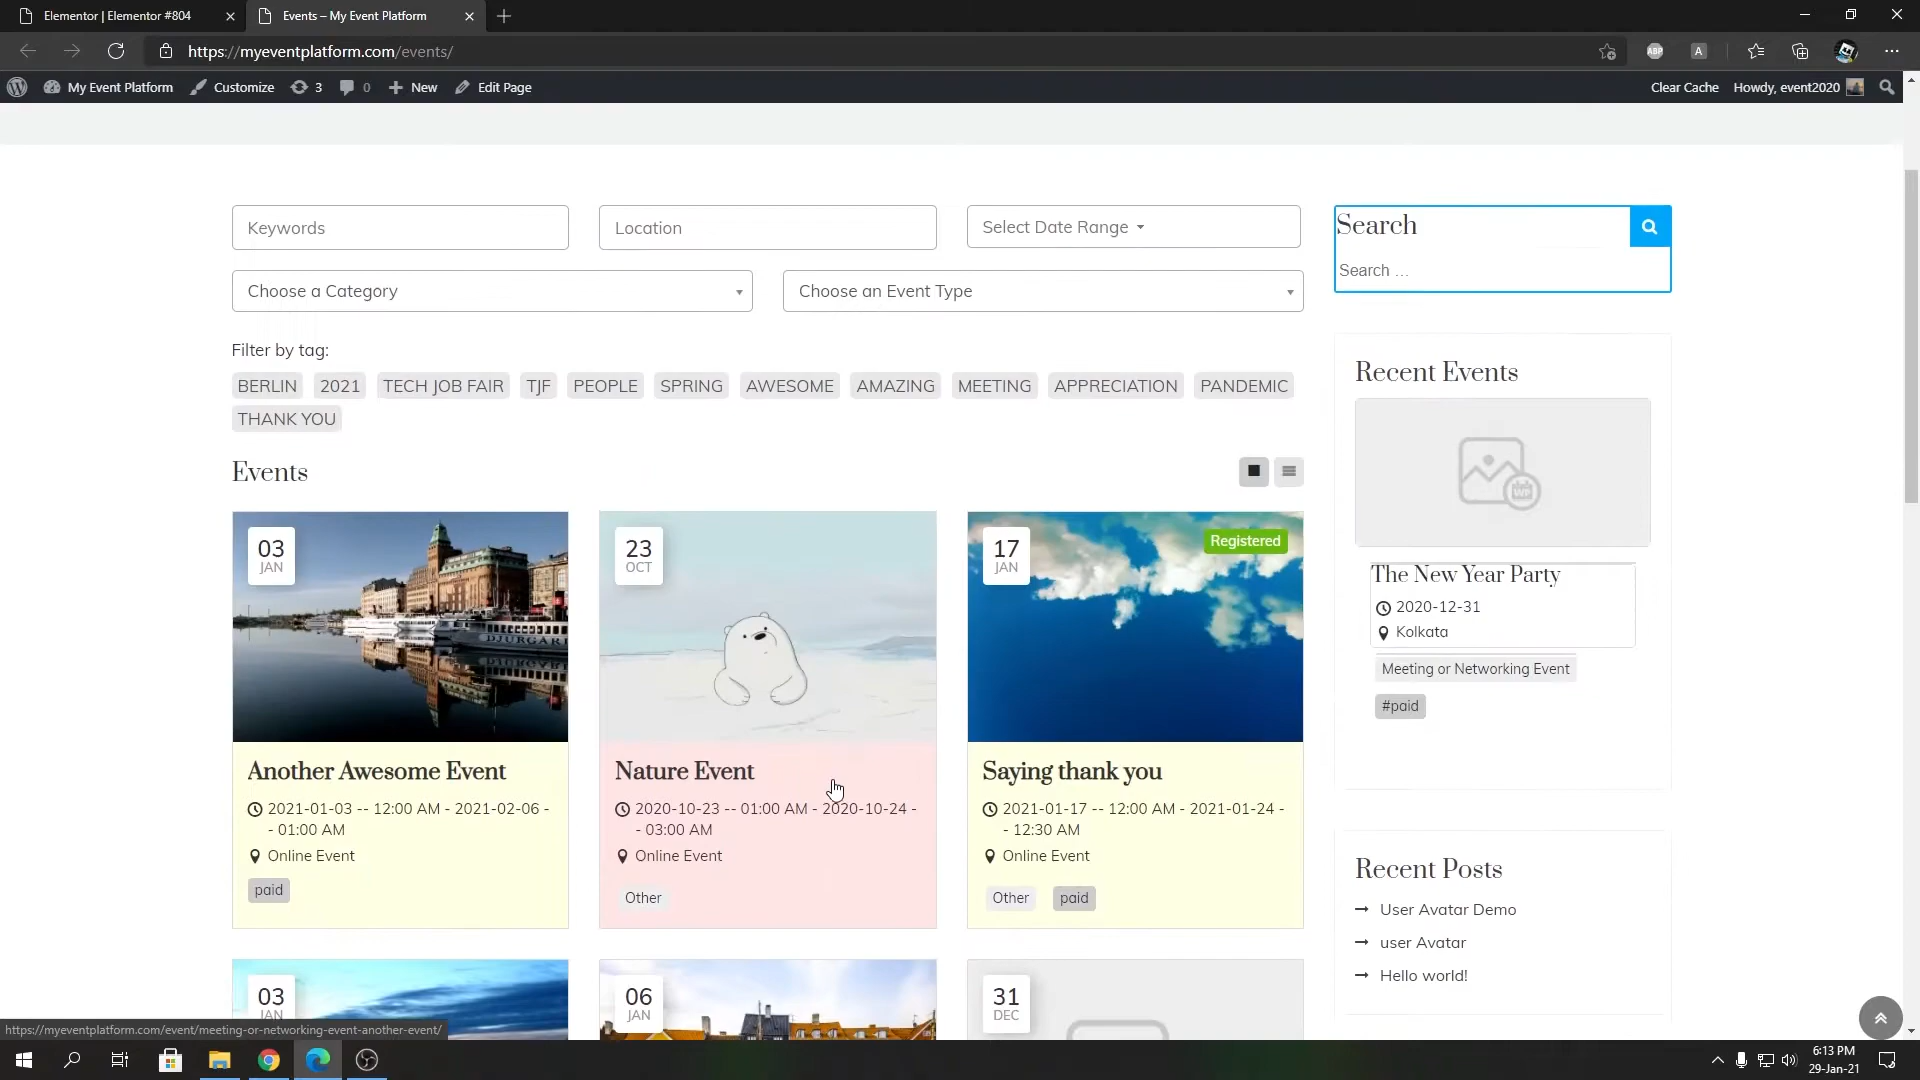 Elementor | Elementor #804
Events – My Event Platform
https://myeventplatform.com/events/
ABP
A
My Event Platform
Customize
3
0
New
Edit Page
Clear Cache
Howdy, event2020
Keywords
Location
Select Date Range
Search
Search ...
Choose a Category
Choose an Event Type
Filter by tag:
BERLIN 2021 TECH JOB FAIR TJF PEOPLE SPRING AWESOME AMAZING MEETING APPRECIATION PANDEMIC
THANK YOU
Events
03
JAN
DJURGÅR
Another Awesome Event
2021-01-03 -- 12:00 AM - 2021-02-06 -
- 01:00 AM
Online Event
paid
23
OCT
Nature Event
2020-10-23 -- 01:00 AM - 2020-10-24 -
- 03:00 AM
Online Event
Other
17
JAN
Registered
Saying thank you
2021-01-17 -- 12:00 AM - 2021-01-24 -
- 12:30 AM
Online Event
Other paid
03
JAN
06
JAN
31
DEC
Recent Events
WP
The New Year Party
2020-12-31
Kolkata
Meeting or Networking Event
#paid
Recent Posts
User Avatar Demo
user Avatar
Hello world!
https://myeventplatform.com/event/meeting-or-networking-event-another-event/
6:13 PM
29-Jan-21